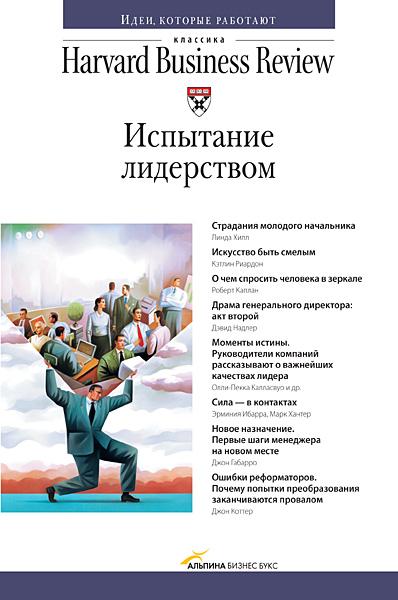 Идеи, которые работают
классика
Harvard Business Review
Испытание
лидерством
Страдания молодого начальника
Линда Хилл
Искусство быть смелым
Кэтлин Риардон
О чем спросить человека в зеркале
Роберт Каплан
Драма генерального директора:
акт второй
Дэвид Надлер
Моменты истины.
Руководители компаний
рассказывают о важнейших
качествах лидера
Олли-Пекка Калласвуо и др.
Сила — в контактах
Эрминия Ибарра, Марк Хантер
Новое назначение.
Первые шаги менеджера
на новом месте
Джон Габарро
Ошибки реформаторов.
Почему попытки преобразования
заканчиваются провалом
Джон Коттер
АЛЬПИНА БИЗНЕС БУКС